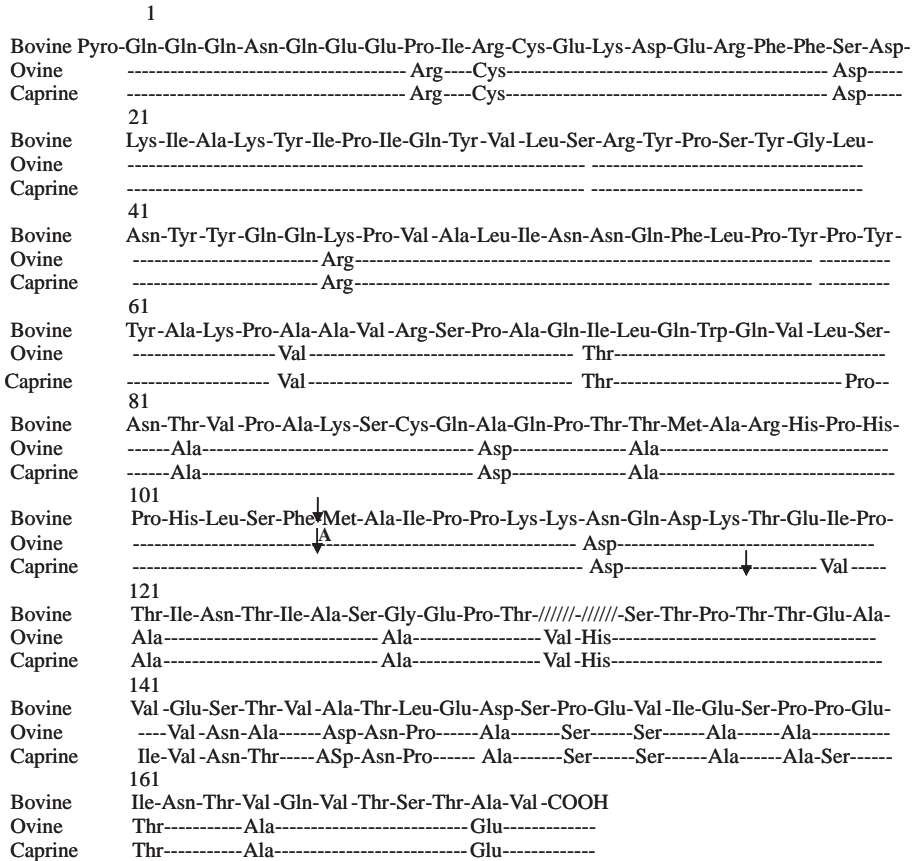 1
Bovine Pyro-Gln-Gln-Gln-Asn-Gln-Glu-Glu-Pro-Ile-Arg-Cys-Glu-Lys-Asp-Glu-Arg-Phe-Phe-Ser-Asp-
Ovine ------------------------------------- Arg----Cys------------------------------------------- Asp-----
Caprine ------------------------------------- Arg----Cys------------------------------------------- Asp-----
21
Bovine Lys-Ile-Ala-Lys-Tyr-Ile-Pro-Ile-Gln-Tyr-Val-Leu-Ser-Arg-Tyr-Pro-Ser-Tyr-Gly-Leu-
Ovine ------------------------------------------------------------- ------------------------------------
Caprine ------------------------------------------------------------- ------------------------------------
41
Bovine Asn-Tyr-Tyr-Gln-Gln-Lys-Pro-Val-Ala-Leu-Ile-Asn-Asn-Gln-Phe-Leu-Pro-Tyr-Pro-Tyr-
Ovine -------------------------Arg------------------------------------------------------------- ----------
Caprine -------------------------Arg------------------------------------------------------------- ----------
61
Bovine Tyr-Ala-Lys-Pro-Ala-Ala-Val-Arg-Ser-Pro-Ala-Gln-Ile-Leu-Gln-Trp-Gln-Val-Leu-Ser-
Ovine -------------------Val----------------------------------- Thr------------------------------------
Caprine ------------------- Val----------------------------------- Thr-------------------------------Pro--
81
Bovine Asn-Thr-Val-Pro-Ala-Lys-Ser-Cys-Gln-Ala-Gln-Pro-Thr-Thr-Met-Ala-Arg-His-Pro-His-
Ovine ------Ala------------------------------------Asp---------------Ala-------------------------------
Caprine ------Ala------------------------------------Asp---------------Ala-------------------------------
101
Bovine Pro-His-Leu-Ser-Phe Met-Ala-Ile-Pro-Pro-Lys-Lys-Asn-Gln-Asp-Lys-Thr-Glu-Ile-Pro-
Ovine ------------------------A----------------------------------- Asp-----------------------------------
Caprine ------------------------------------------------------------- Asp-------------------------- Val-----
121
Bovine Thr-Ile-Asn-Thr-Ile-Ala-Ser-Gly-Glu-Pro-Thr-//////-//////-Ser-Thr-Pro-Thr-Thr-Glu-Ala-
Ovine Ala----------------------------- Ala-----------------Val-His-----------------------------------
Caprine Ala----------------------------- Ala-----------------Val-His------------------------------------
141
Bovine Val-Glu-Ser-Thr-Val-Ala-Thr-Leu-Glu-Asp-Ser-Pro-Glu-Val-Ile-Glu-Ser-Pro-Pro-Glu-
Ovine ----Val-Asn-Ala------Asp-Asn-Pro------Ala-------Ser------Ser------Ala------Ala-----------
Caprine Ile-Val-Asn-Thr-----ASp-Asn-Pro------ Ala-------Ser------Ser------Ala------Ala-Ser------
161
Bovine Ile-Asn-Thr-Val-Gln-Val-Thr-Ser-Thr-Ala-Val-COOH
Ovine Thr-----------Ala--------------------------Glu-------------
Caprine Thr-----------Ala--------------------------Glu-------------